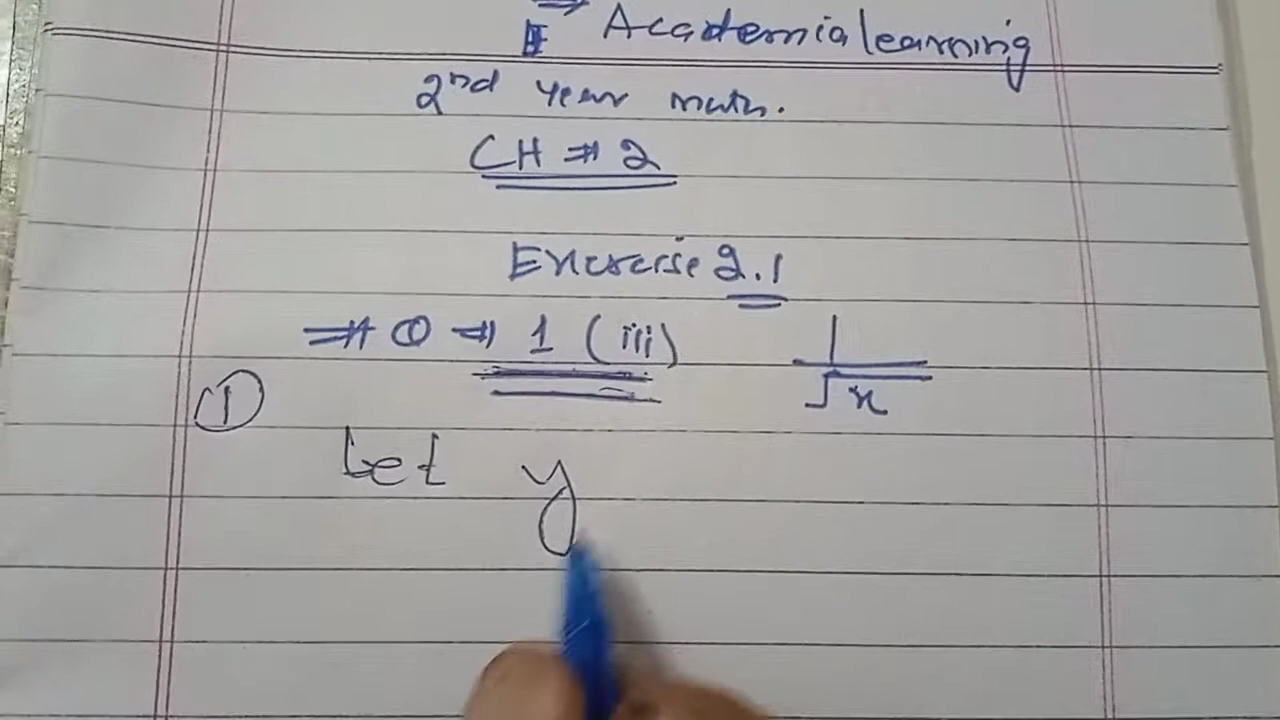 ⇒ Academialearning
2nd year math.
CH # 2
Exercise 2.1
⇒ Q ⇒ 1 (iii) 1/√x
① Let y